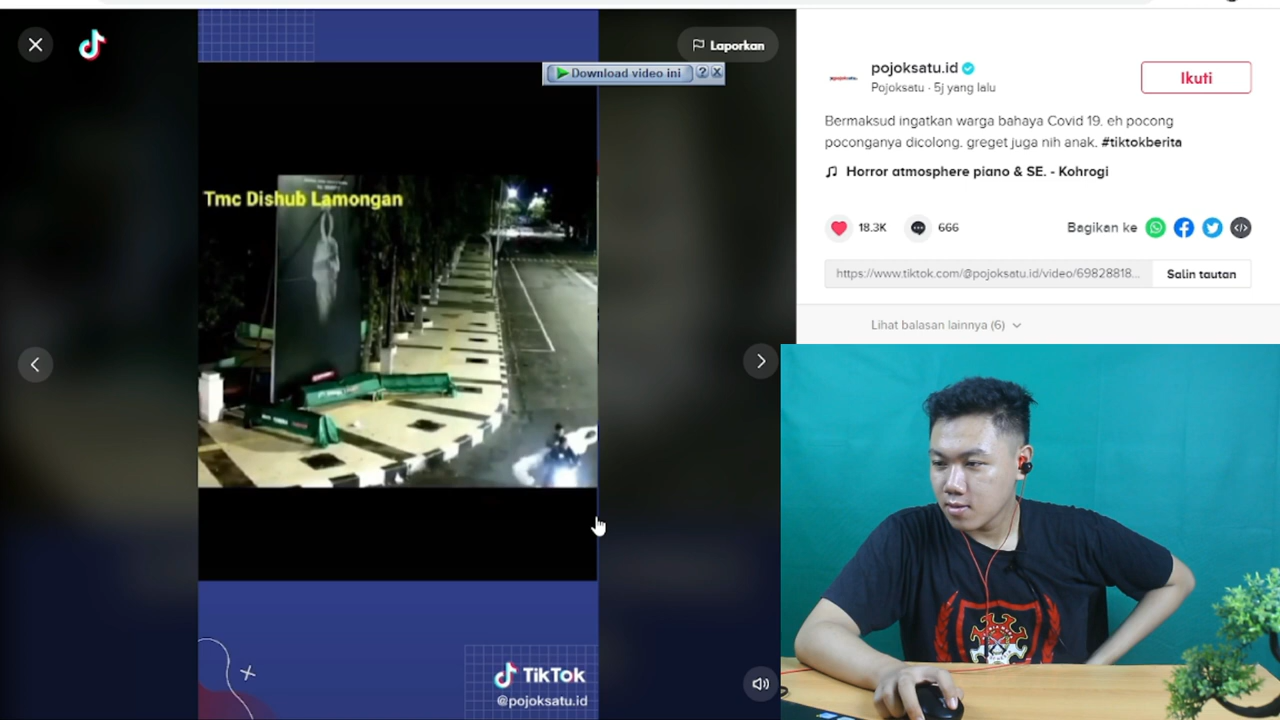 Laporkan
Download video ini
Tmc Dishub Lamongan
TikTok
@pojoksatu.id
pojoksatu.id
Pojoksatu · 5j yang lalu
Ikuti
Bermaksud ingatkan warga bahaya Covid 19. eh pocong
poconganya dicolong, greget juga nih anak. #tiktokberita
Horror atmosphere piano & SE. - Kohrogi
18.3K
666
Bagikan ke
https://www.tiktok.com/@pojoksatu.id/video/69828818...
Salin tautan
Lihat balasan lainnya (6)